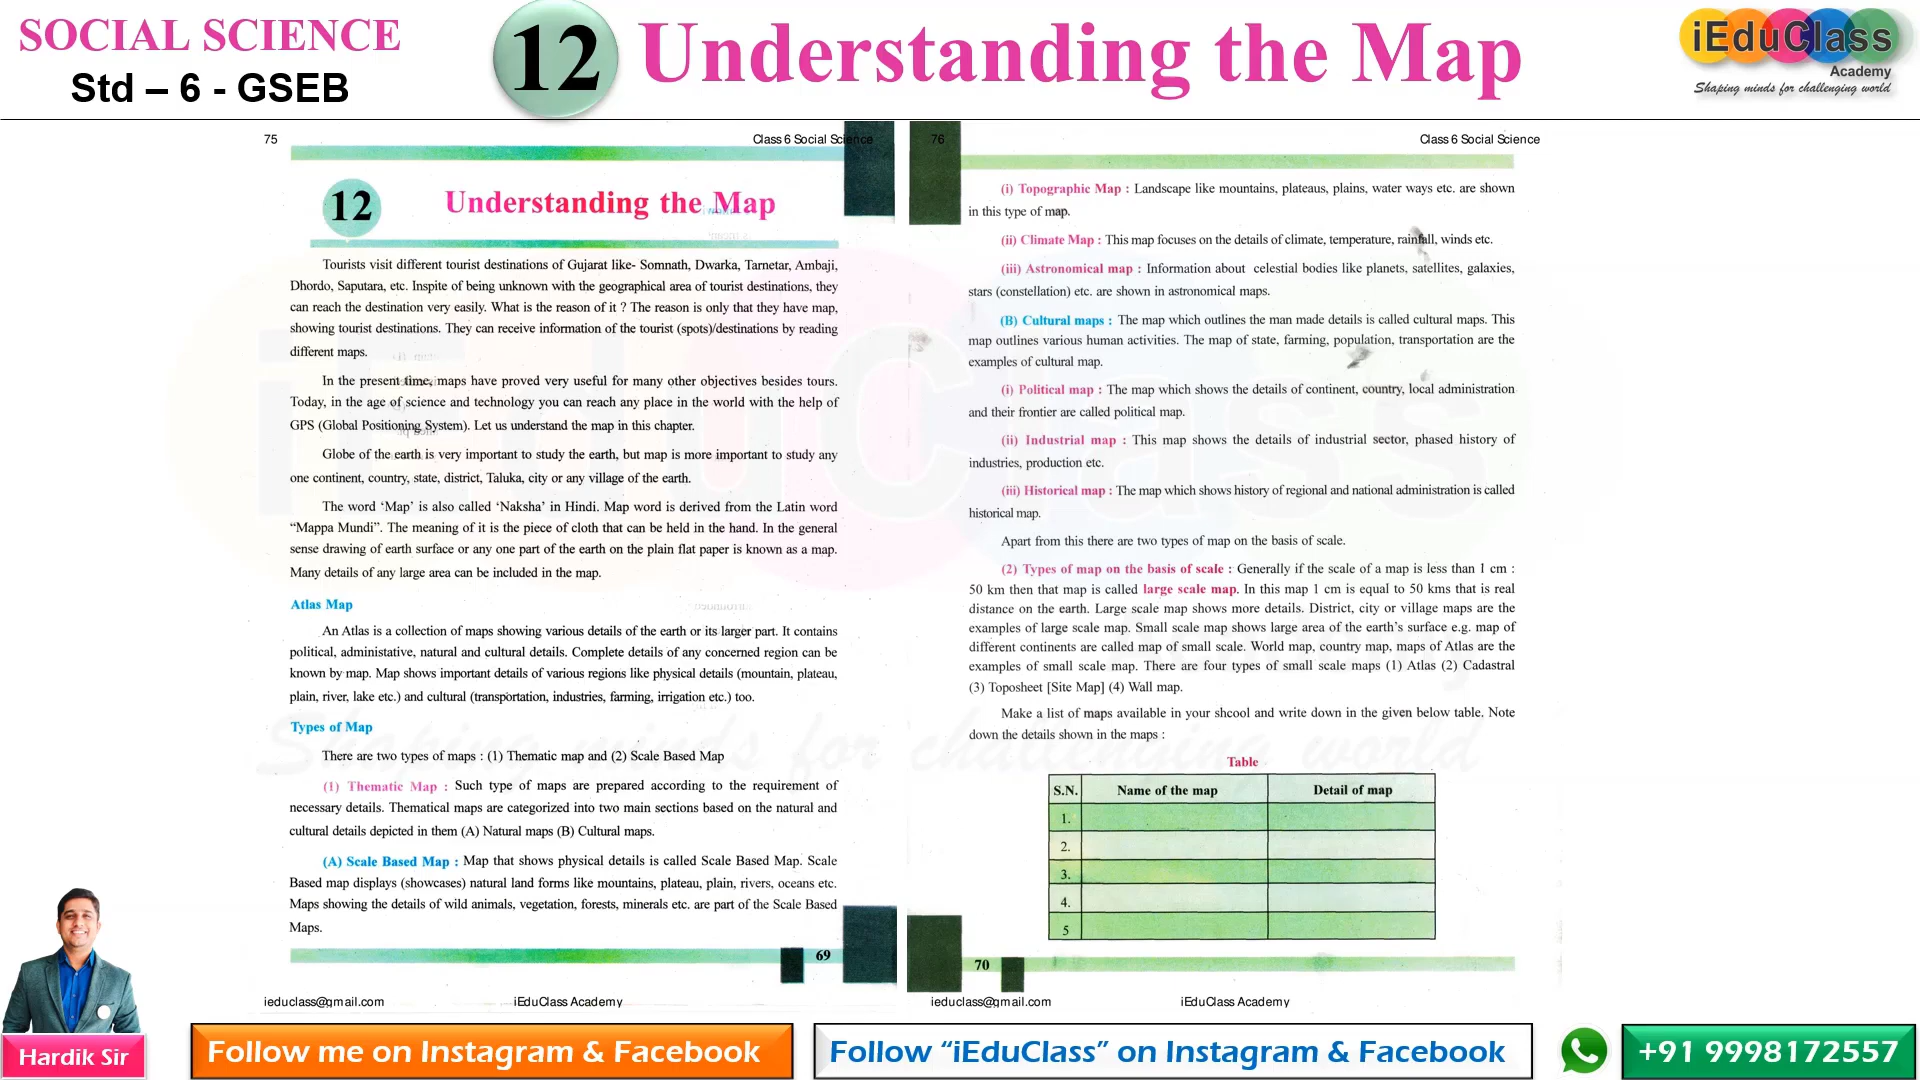 SOCIAL SCIENCE
Std – 6 - GSEB
12
Understanding the Map
iEduClass
Academy
Shaping minds for challenging world
75
Class 6 Social Science
12
Understanding the Map
Tourists visit different tourist destinations of Gujarat like- Somnath, Dwarka, Tarnetar, Ambaji,
Dhordo, Saputara, etc. Inspite of being unknown with the geographical area of tourist destinations, they
can reach the destination very easily. What is the reason of it ? The reason is only that they have map,
showing tourist destinations. They can receive information of the tourist (spots)/destinations by reading
different maps.
In the present time, maps have proved very useful for many other objectives besides tours.
Today, in the age of science and technology you can reach any place in the world with the help of
GPS (Global Positioning System). Let us understand the map in this chapter.
Globe of the earth is very important to study the earth, but map is more important to study any
one continent, country, state, district, Taluka, city or any village of the earth.
The word ‘Map’ is also called ‘Naksha’ in Hindi. Map word is derived from the Latin word
“Mappa Mundi”. The meaning of it is the piece of cloth that can be held in the hand. In the general
sense drawing of earth surface or any one part of the earth on the plain flat paper is known as a map.
Many details of any large area can be included in the map.
Atlas Map
An Atlas is a collection of maps showing various details of the earth or its larger part. It contains
political, administative, natural and cultural details. Complete details of any concerned region can be
known by map. Map shows important details of various regions like physical details (mountain, plateau,
plain, river, lake etc.) and cultural (transportation, industries, farming, irrigation etc.) too.
Types of Map
There are two types of maps : (1) Thematic map and (2) Scale Based Map
(1) Thematic Map : Such type of maps are prepared according to the requirement of
necessary details. Thematical maps are categorized into two main sections based on the natural and
cultural details depicted in them (A) Natural maps (B) Cultural maps.
(A) Scale Based Map : Map that shows physical details is called Scale Based Map. Scale
Based map displays (showcases) natural land forms like mountains, plateau, plain, rivers, oceans etc.
Maps showing the details of wild animals, vegetation, forests, minerals etc. are part of the Scale Based
Maps.
69
ieduclass@gmail.com
iEduClass Academy
76
Class 6 Social Science
(i) Topographic Map : Landscape like mountains, plateaus, plains, water ways etc. are shown
in this type of map.
(ii) Climate Map : This map focuses on the details of climate, temperature, rainfall, winds etc.
(iii) Astronomical map : Information about celestial bodies like planets, satellites, galaxies,
stars (constellation) etc. are shown in astronomical maps.
(B) Cultural maps : The map which outlines the man made details is called cultural maps. This
map outlines various human activities. The map of state, farming, population, transportation are the
examples of cultural map.
(i) Political map : The map which shows the details of continent, country, local administration
and their frontier are called political map.
(ii) Industrial map : This map shows the details of industrial sector, phased history of
industries, production etc.
(iii) Historical map : The map which shows history of regional and national administration is called
historical map.
Apart from this there are two types of map on the basis of scale.
(2) Types of map on the basis of scale : Generally if the scale of a map is less than 1 cm :
50 km then that map is called large scale map. In this map 1 cm is equal to 50 kms that is real
distance on the earth. Large scale map shows more details. District, city or village maps are the
examples of large scale map. Small scale map shows large area of the earth’s surface e.g. map of
different continents are called map of small scale. World map, country map, maps of Atlas are the
examples of small scale map. There are four types of small scale maps (1) Atlas (2) Cadastral
(3) Toposheet [Site Map] (4) Wall map.
Make a list of maps available in your shcool and write down in the given below table. Note
down the details shown in the maps :
Table
S.N. Name of the map Detail of map
1.
2.
3.
4.
5
70
ieduclass@gmail.com
iEduClass Academy
iEduClass
Academy
Shaping minds for challenging world
Hardik Sir
Follow me on Instagram & Facebook
Follow “iEduClass” on Instagram & Facebook
+91 9998172557